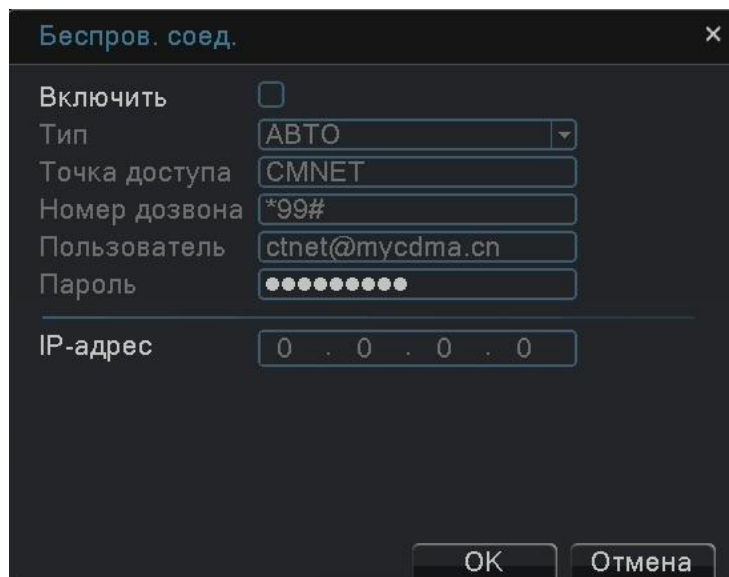 Беспров. соед.
Включить
Тип АВТО
Точка доступа CMNET
Номер дозвона *99#
Пользователь ctnet@mycdma.cn
Пароль ●●●●●●●●●
IP-адрес 0 . 0 . 0 . 0
OK Отмена